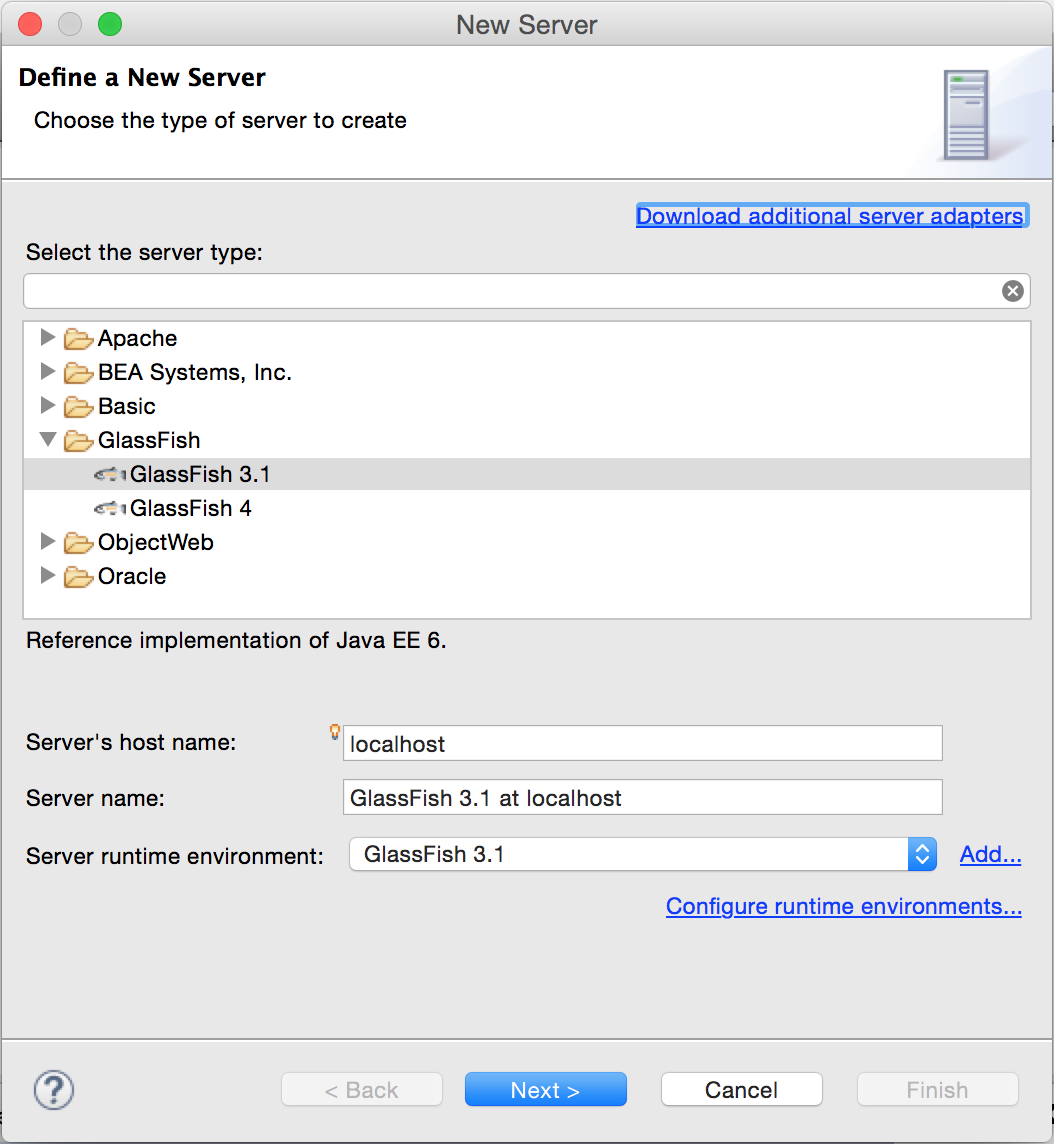 New Server
Define a New Server
Choose the type of server to create
Download additional server adapters
Select the server type:
Apache
BEA Systems, Inc.
Basic
GlassFish
GlassFish 3.1
GlassFish 4
ObjectWeb
Oracle
Reference implementation of Java EE 6.
Server's host name: localhost
Server name: GlassFish 3.1 at localhost
Server runtime environment: GlassFish 3.1 Add...
Configure runtime environments...
? < Back Next > Cancel Finish